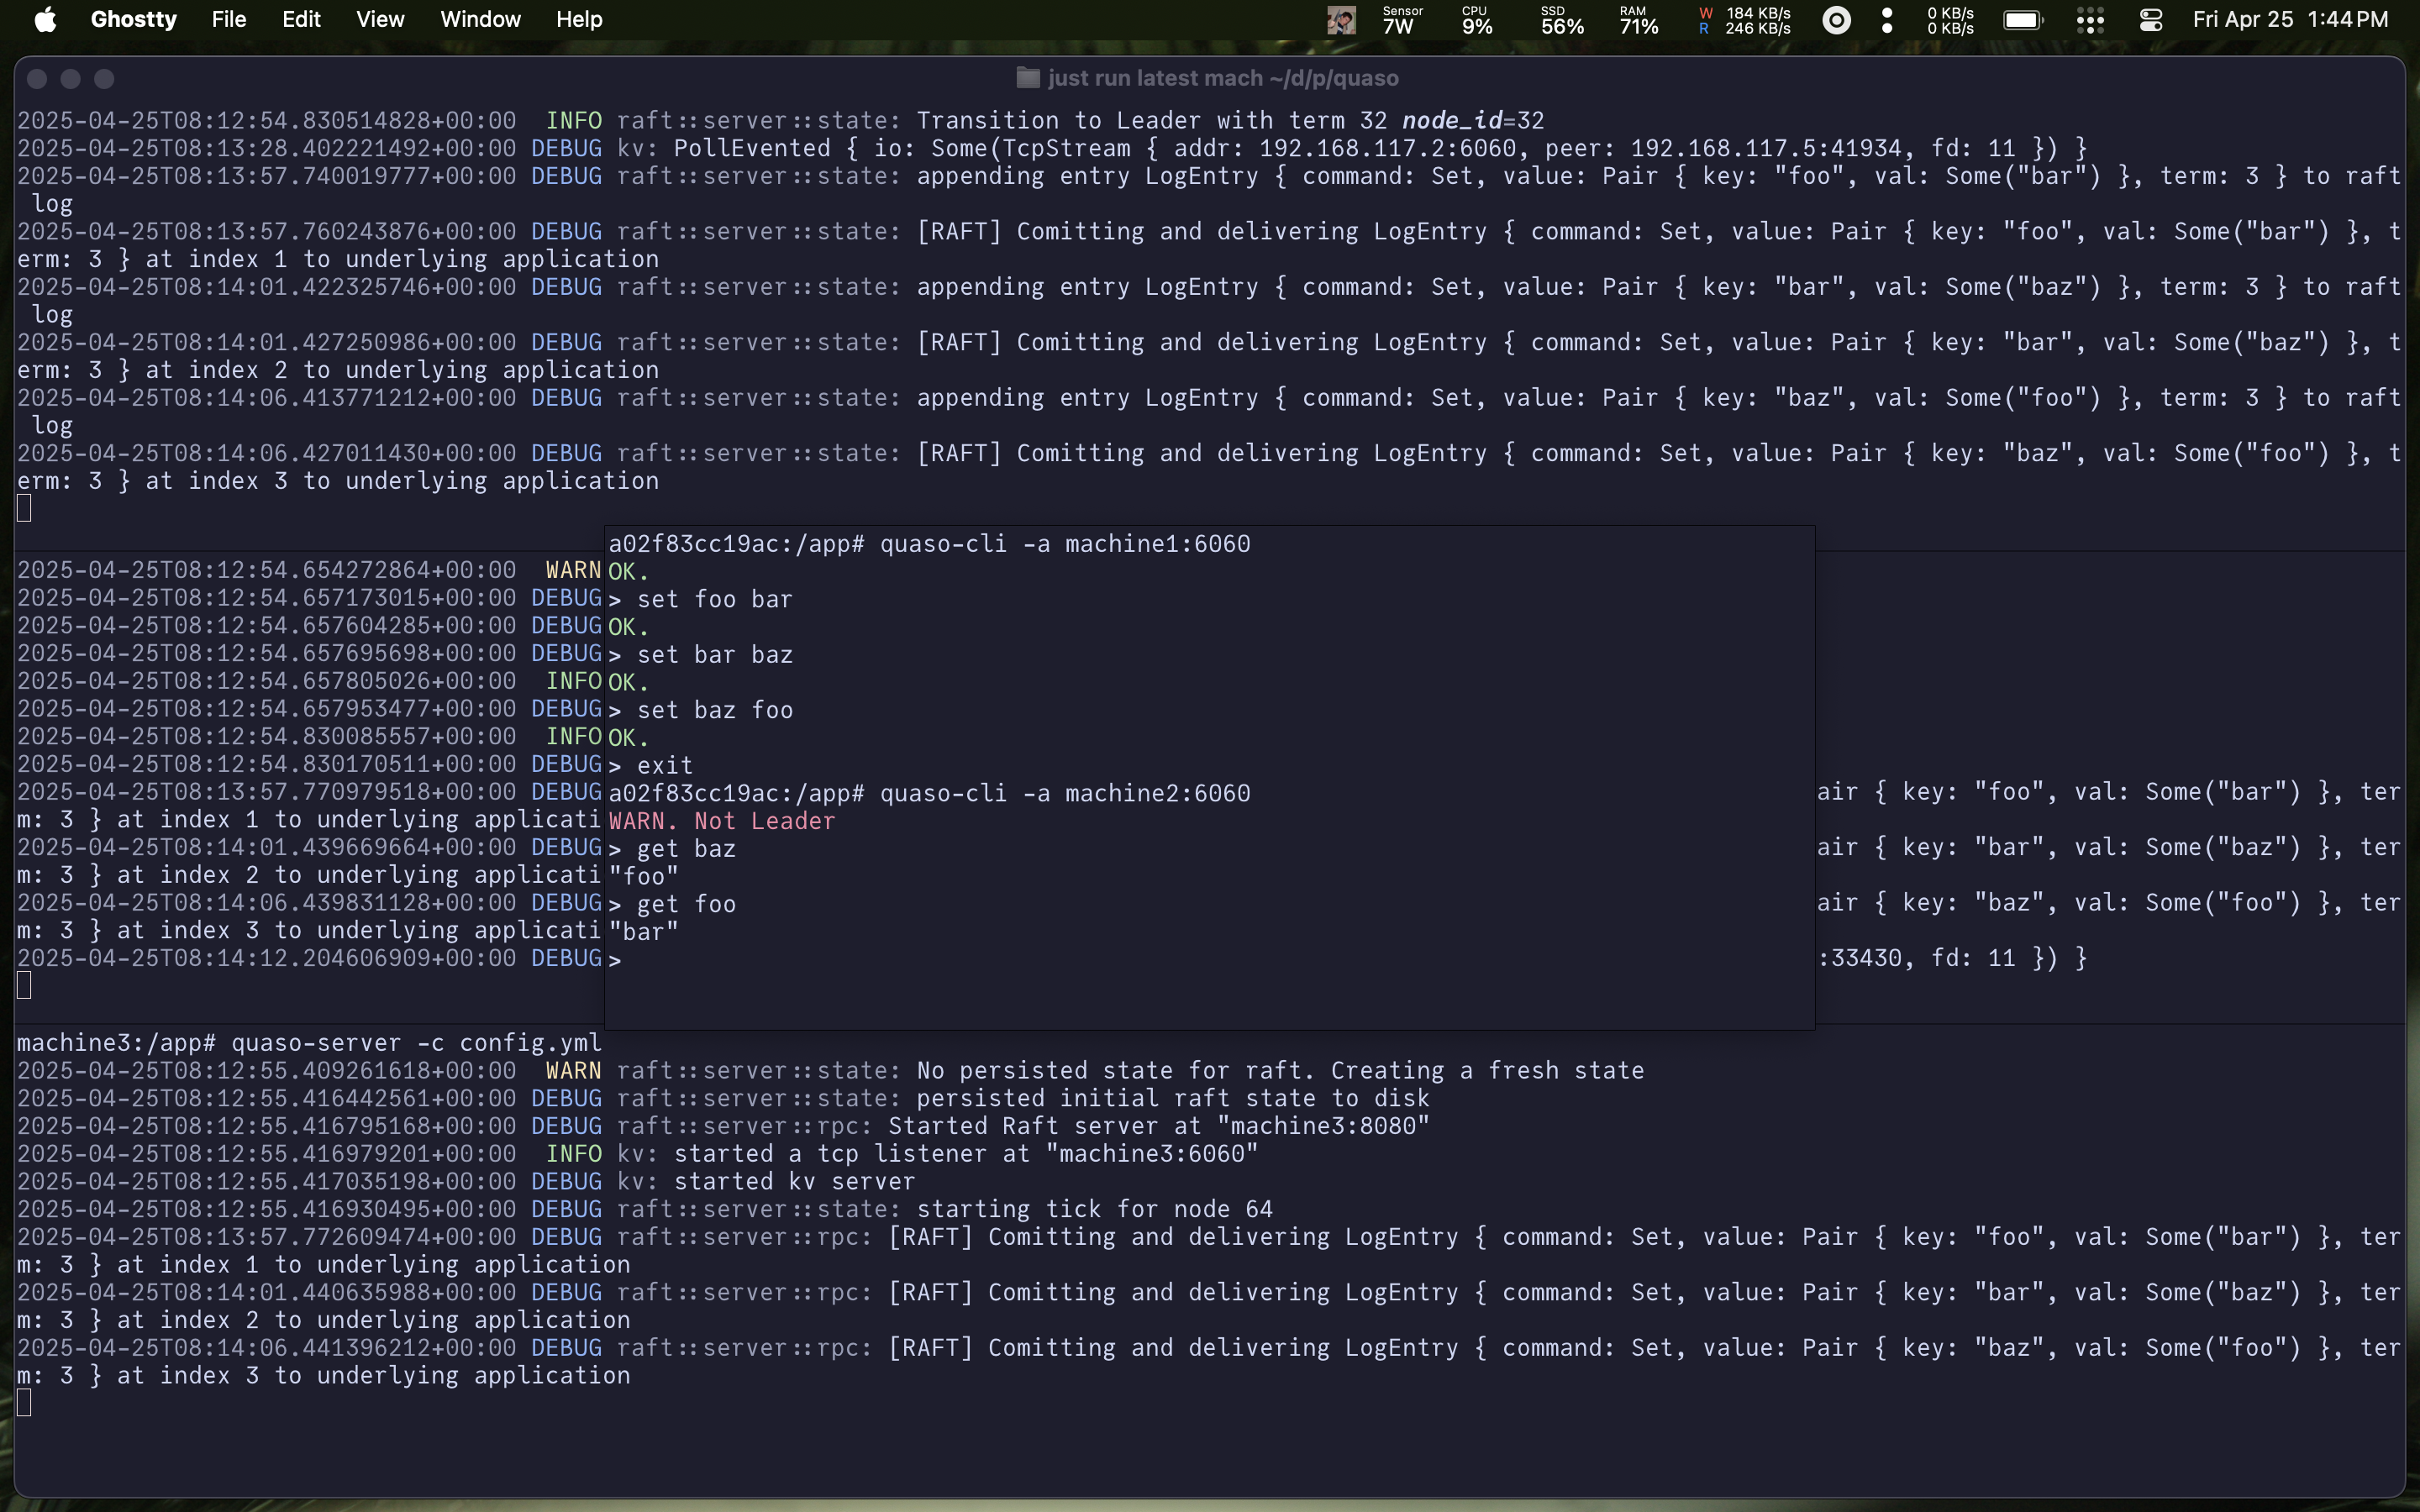 Ghostty File Edit View Window Help Sensor 7W CPU 9% SSD 56% RAM 71% W 184 KB/s R 246 KB/s 0 KB/s 0 KB/s Fri Apr 25 1:44 PM
just run latest mach ~/d/p/quaso
2025-04-25T08:12:54.830514828+00:00 INFO raft::server::state: Transition to Leader with term 32 node_id=32
2025-04-25T08:13:28.402221492+00:00 DEBUG kv: PollEvented { io: Some(TcpStream { addr: 192.168.117.2:6060, peer: 192.168.117.5:41934, fd: 11 }) }
2025-04-25T08:13:57.740019777+00:00 DEBUG raft::server::state: appending entry LogEntry { command: Set, value: Pair { key: "foo", val: Some("bar") }, term: 3 } to raft
log
2025-04-25T08:13:57.760243876+00:00 DEBUG raft::server::state: [RAFT] Comitting and delivering LogEntry { command: Set, value: Pair { key: "foo", val: Some("bar") }, t
erm: 3 } at index 1 to underlying application
2025-04-25T08:14:01.422325746+00:00 DEBUG raft::server::state: appending entry LogEntry { command: Set, value: Pair { key: "bar", val: Some("baz") }, term: 3 } to raft
log
2025-04-25T08:14:01.427250986+00:00 DEBUG raft::server::state: [RAFT] Comitting and delivering LogEntry { command: Set, value: Pair { key: "bar", val: Some("baz") }, t
erm: 3 } at index 2 to underlying application
2025-04-25T08:14:06.413771212+00:00 DEBUG raft::server::state: appending entry LogEntry { command: Set, value: Pair { key: "baz", val: Some("foo") }, term: 3 } to raft
log
2025-04-25T08:14:06.427011430+00:00 DEBUG raft::server::state: [RAFT] Comitting and delivering LogEntry { command: Set, value: Pair { key: "baz", val: Some("foo") }, t
erm: 3 } at index 3 to underlying application
2025-04-25T08:12:54.654272864+00:00 WARN
2025-04-25T08:12:54.657173015+00:00 DEBUG
2025-04-25T08:12:54.657604285+00:00 DEBUG
2025-04-25T08:12:54.657695698+00:00 DEBUG
2025-04-25T08:12:54.657805026+00:00 INFO
2025-04-25T08:12:54.657953477+00:00 DEBUG
2025-04-25T08:12:54.830085557+00:00 INFO
2025-04-25T08:12:54.830170511+00:00 DEBUG
2025-04-25T08:13:57.770979518+00:00 DEBUG air { key: "foo", val: Some("bar") }, ter
m: 3 } at index 1 to underlying applicati
2025-04-25T08:14:01.439669664+00:00 DEBUG air { key: "bar", val: Some("baz") }, ter
m: 3 } at index 2 to underlying applicati
2025-04-25T08:14:06.439831128+00:00 DEBUG air { key: "baz", val: Some("foo") }, ter
m: 3 } at index 3 to underlying applicati
2025-04-25T08:14:12.204606909+00:00 DEBUG :33430, fd: 11 }) }
a02f83cc19ac:/app# quaso-cli -a machine1:6060
OK.
> set foo bar
OK.
> set bar baz
OK.
> set baz foo
OK.
> exit
a02f83cc19ac:/app# quaso-cli -a machine2:6060
WARN. Not Leader
> get baz
"foo"
> get foo
"bar"
>
machine3:/app# quaso-server -c config.yml
2025-04-25T08:12:55.409261618+00:00 WARN raft::server::state: No persisted state for raft. Creating a fresh state
2025-04-25T08:12:55.416442561+00:00 DEBUG raft::server::state: persisted initial raft state to disk
2025-04-25T08:12:55.416795168+00:00 DEBUG raft::server::rpc: Started Raft server at "machine3:8080"
2025-04-25T08:12:55.416979201+00:00 INFO kv: started a tcp listener at "machine3:6060"
2025-04-25T08:12:55.417035198+00:00 DEBUG kv: started kv server
2025-04-25T08:12:55.416930495+00:00 DEBUG raft::server::state: starting tick for node 64
2025-04-25T08:13:57.772609474+00:00 DEBUG raft::server::rpc: [RAFT] Comitting and delivering LogEntry { command: Set, value: Pair { key: "foo", val: Some("bar") }, ter
m: 3 } at index 1 to underlying application
2025-04-25T08:14:01.440635988+00:00 DEBUG raft::server::rpc: [RAFT] Comitting and delivering LogEntry { command: Set, value: Pair { key: "bar", val: Some("baz") }, ter
m: 3 } at index 2 to underlying application
2025-04-25T08:14:06.441396212+00:00 DEBUG raft::server::rpc: [RAFT] Comitting and delivering LogEntry { command: Set, value: Pair { key: "baz", val: Some("foo") }, ter
m: 3 } at index 3 to underlying application